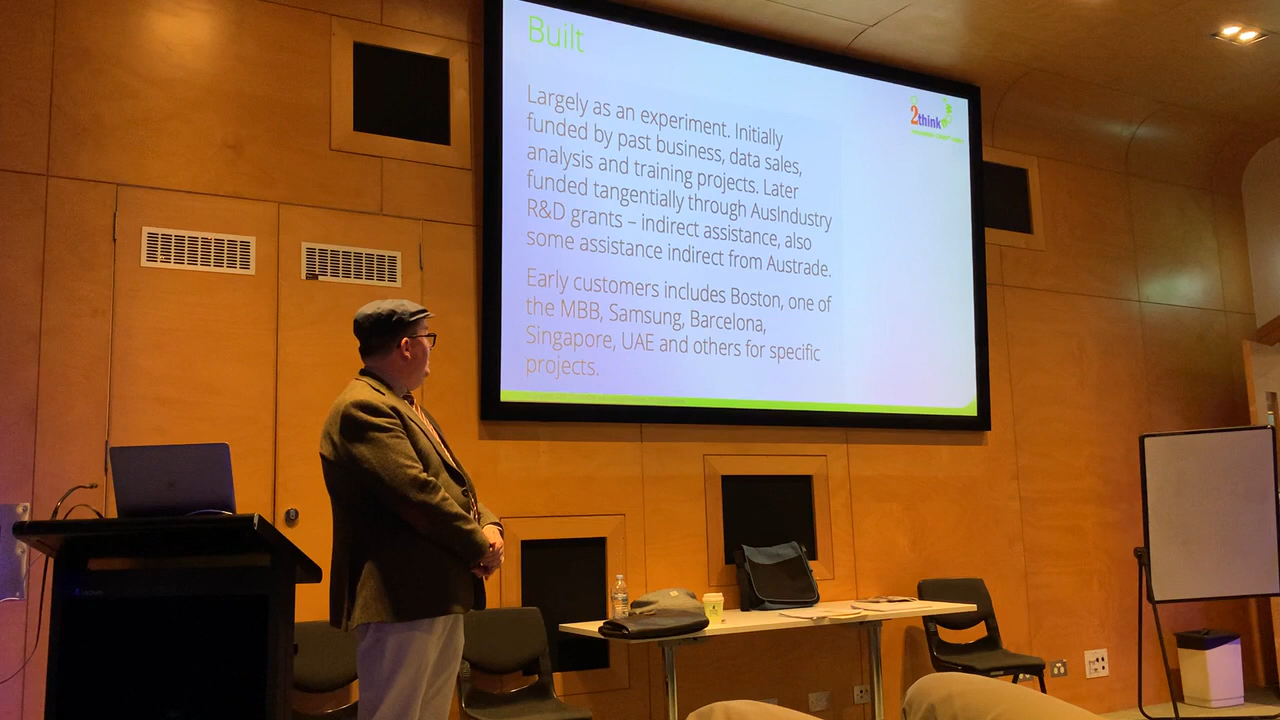 Built
Largely as an experiment. Initially
funded by past business, data sales,
analysis and training projects. Later
funded tangentially through AusIndustry
R&D grants – indirect assistance, also
some assistance indirect from Austrade.
Early customers includes Boston, one of
the MBB, Samsung, Barcelona,
Singapore, UAE and others for specific
projects.
2think